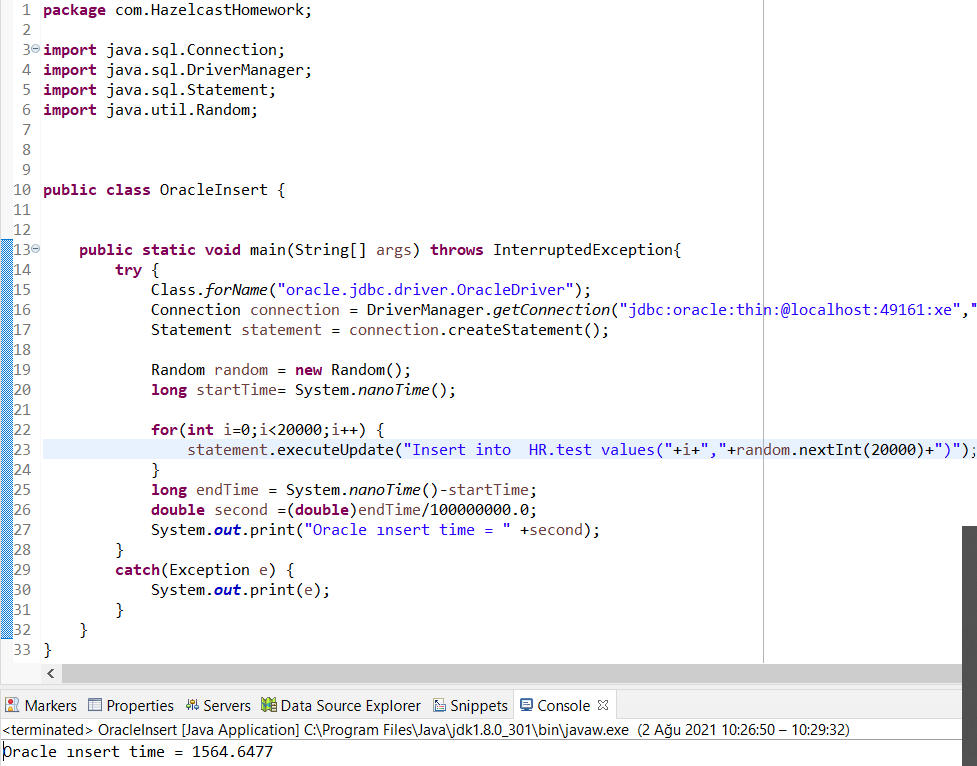 1 package com.HazelcastHomework;
2
3 import java.sql.Connection;
4 import java.sql.DriverManager;
5 import java.sql.Statement;
6 import java.util.Random;
7
8
9
10 public class OracleInsert {
11
12
13     public static void main(String[] args) throws InterruptedException{
14         try {
15             Class.forName("oracle.jdbc.driver.OracleDriver");
16             Connection connection = DriverManager.getConnection("jdbc:oracle:thin:@localhost:49161:xe","
17             Statement statement = connection.createStatement();
18
19             Random random = new Random();
20             long startTime= System.nanoTime();
21
22             for(int i=0;i<20000;i++) {
23                 statement.executeUpdate("Insert into  HR.test values("+i+","+random.nextInt(20000)+")");
24             }
25             long endTime = System.nanoTime()-startTime;
26             double second =(double)endTime/100000000.0;
27             System.out.print("Oracle ınsert time = " +second);
28         }
29         catch(Exception e) {
30             System.out.print(e);
31         }
32     }
33 }
Markers Properties Servers Data Source Explorer Snippets Console
<terminated> OracleInsert [Java Application] C:\Program Files\Java\jdk1.8.0_301\bin\javaw.exe (2 Ağu 2021 10:26:50 – 10:29:32)
Oracle ınsert time = 1564.6477